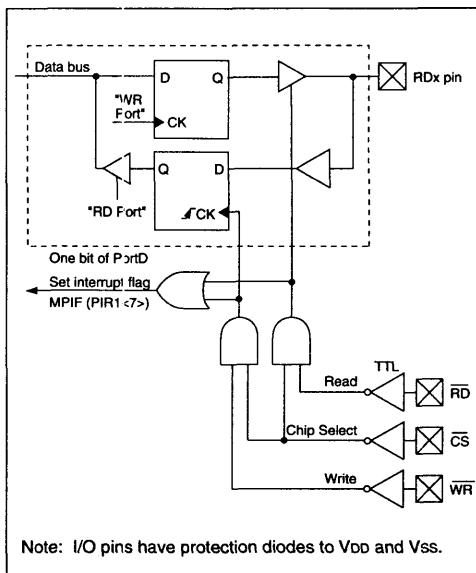 Data bus
D Q
RDx pin
"WR
Port"
CK
Q D
CK
"RD Port"
One bit of PortD
Set interrupt flag
MPIF (PIR1<7>)
TTL
Read
RD
Chip Select
CS
Write
WR
Note: I/O pins have protection diodes to VDD and VSS.